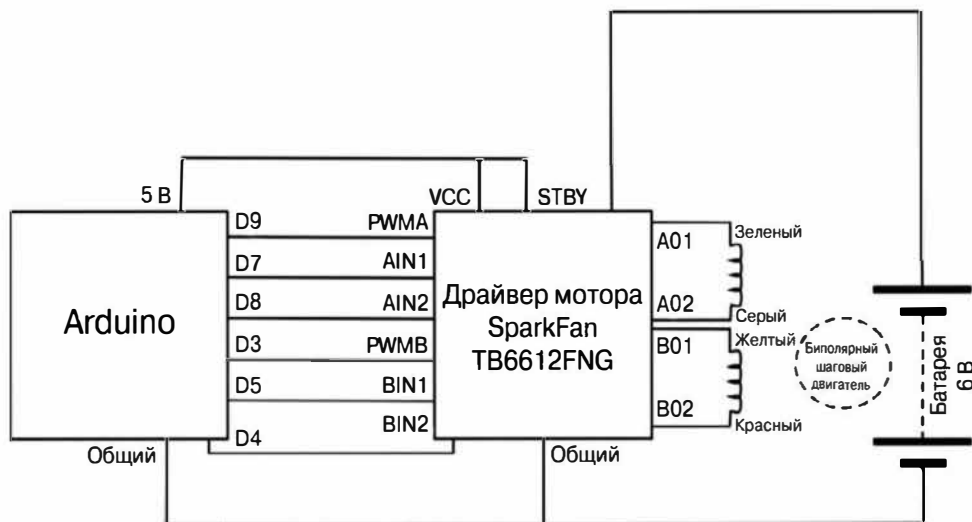 5 В
VCC
STBY
D9
PWMA
D7
AIN1
D8
AIN2
D3
PWMB
D5
BIN1
D4
BIN2
Arduino
Общий
Драйвер мотора
SparkFan
TB6612FNG
Общий
A01
Зеленый
A02
Серый
B01
Желтый
B02
Красный
Биполярный
шаговый
двигатель
Батарея
6 В